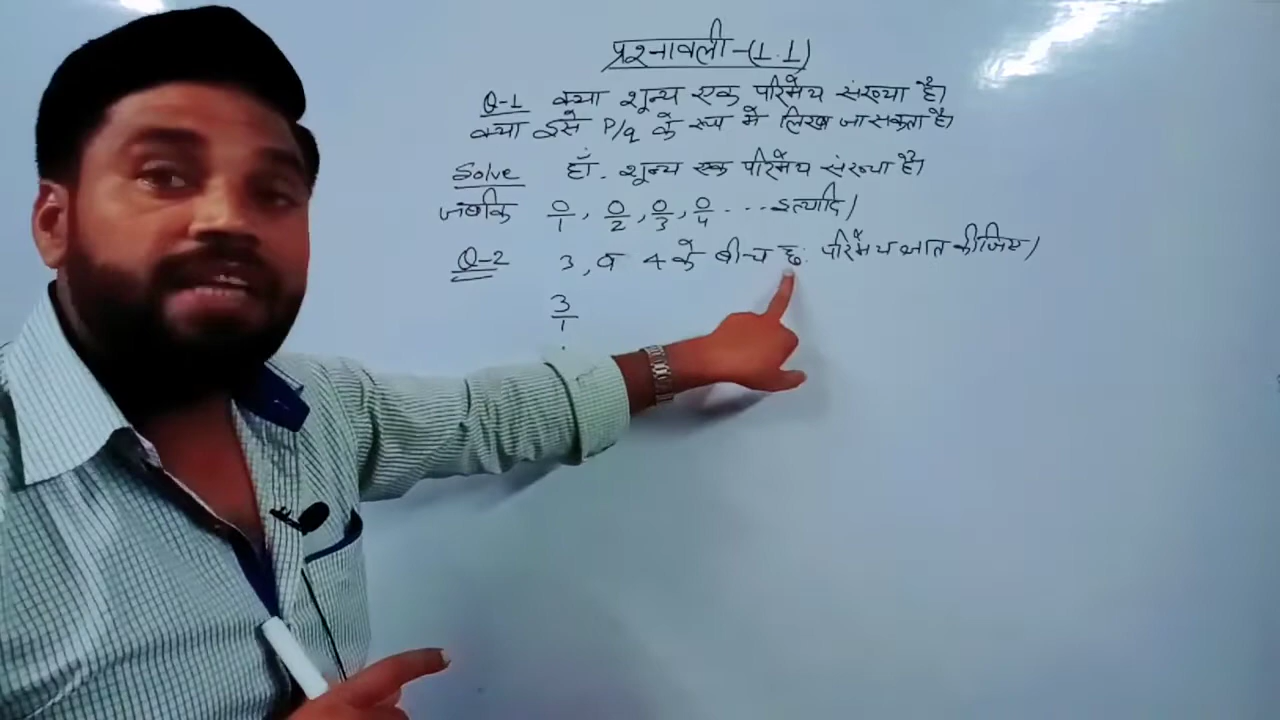 प्रश्नावली-(1.1)
Q-1 क्या शून्य एक परिमेय संख्या है।
क्या इसे P/q के रूप में लिखा जा सकता है।
Solve हाँ. शून्य एक परिमेय संख्या है।
जबकि 0/1, 0/2, 0/3, 0/4 ... इत्यादि।
Q-2 3, व 4 के बीच छः परिमेय ज्ञात कीजिए।
3/1